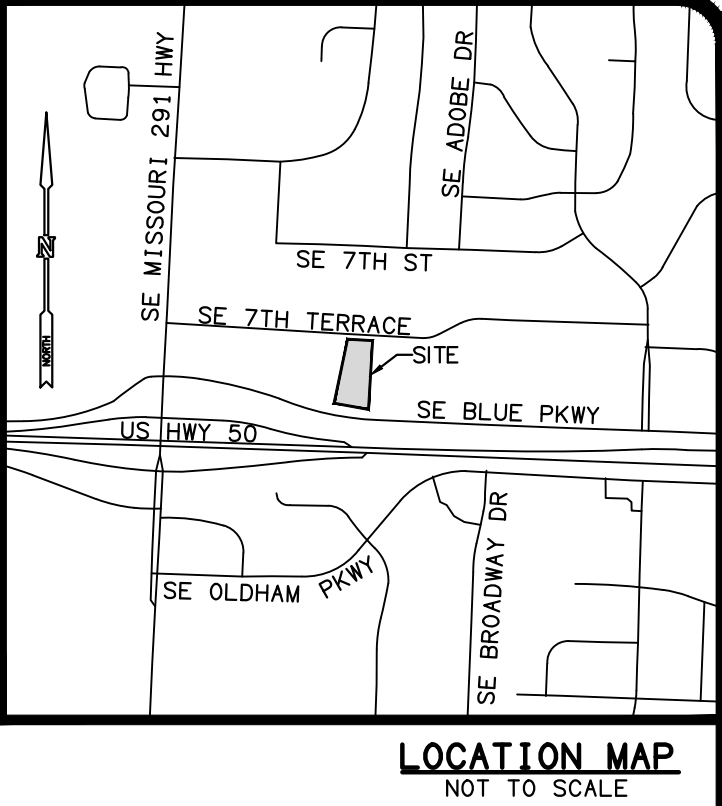 SE MISSOURI 291 HWY
SE ADOBE DR
N
NORTH
SE 7TH ST
SE 7TH TERRACE
SITE
SE BLUE PKWY
US HWY 50
SE OLDHAM PKWY
SE BROADWAY DR
LOCATION MAP
NOT TO SCALE